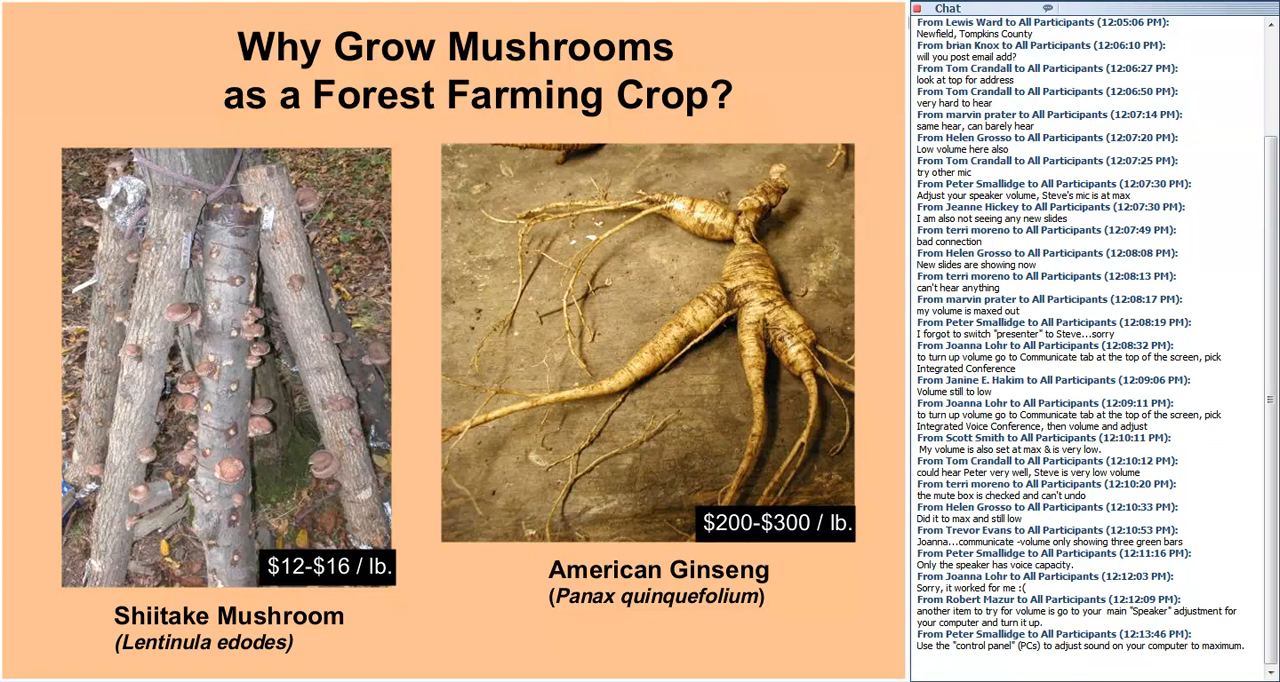 Why Grow Mushrooms
as a Forest Farming Crop?
$12-$16 / lb.
Shiitake Mushroom
(Lentinula edodes)
$200-$300 / lb.
American Ginseng
(Panax quinquefolium)
Chat
From Lewis Ward to All Participants (12:05:06 PM):
Newfield, Tompkins County
From brian Knox to All Participants (12:06:10 PM):
will you post email add?
From Tom Crandall to All Participants (12:06:27 PM):
look at top for address
From Tom Crandall to All Participants (12:06:50 PM):
very hard to hear
From marvin prater to All Participants (12:07:14 PM):
same hear, can barely hear
From Helen Grosso to All Participants (12:07:20 PM):
Low volume here also
From Tom Crandall to All Participants (12:07:25 PM):
try other mic
From Peter Smallidge to All Participants (12:07:30 PM):
Adjust your speaker volume, Steve's mic is at max
From Jeanne Hickey to All Participants (12:07:30 PM):
I am also not seeing any new slides
From terri moreno to All Participants (12:07:49 PM):
bad connection
From Helen Grosso to All Participants (12:08:08 PM):
New slides are showing now
From terri moreno to All Participants (12:08:13 PM):
can't hear anything
From marvin prater to All Participants (12:08:17 PM):
my volume is maxed out
From Peter Smallidge to All Participants (12:08:19 PM):
I forgot to switch "presenter" to Steve...sorry
From Joanna Lohr to All Participants (12:08:32 PM):
to turn up volume go to Communicate tab at the top of the screen, pick
Integrated Conference
From Janine E. Hakim to All Participants (12:09:06 PM):
Volume still to low
From Joanna Lohr to All Participants (12:09:11 PM):
to turn up volume go to Communicate tab at the top of the screen, pick
Integrated Voice Conference, then volume and adjust
From Scott Smith to All Participants (12:10:11 PM):
My volume is also set at max & is very low.
From Tom Crandall to All Participants (12:10:12 PM):
could hear Peter very well, Steve is very low volume
From terri moreno to All Participants (12:10:20 PM):
the mute box is checked and can't undo
From Helen Grosso to All Participants (12:10:33 PM):
Did it to max and still low
From Trevor Evans to All Participants (12:10:53 PM):
Joanna...communicate -volume only showing three green bars
From Peter Smallidge to All Participants (12:11:16 PM):
Only the speaker has voice capacity.
From Joanna Lohr to All Participants (12:12:03 PM):
Sorry, it worked for me :(
From Robert Mazur to All Participants (12:12:09 PM):
another item to try for volume is go to your  main "Speaker" adjustment for
your computer and turn it up.
From Peter Smallidge to All Participants (12:13:46 PM):
Use the "control panel" (PCs) to adjust sound on your computer to maximum.